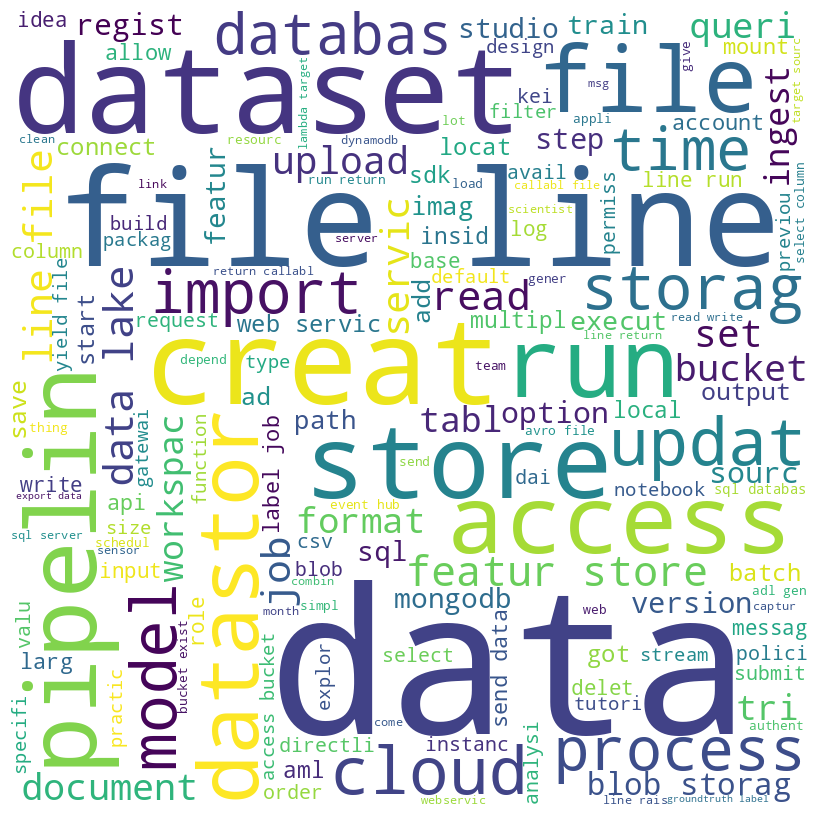 idea
regist
databas
studio
train
queri
allow
design
mount
give
target sourc
dataset
file
kei
msg
ingest
lambda target
filter
clean
connect
resourc
lot
dynamodb
appli
account
locat
step
time
line file
featur
upload
sdk
avail
line run
file
line
link
run return
load
callabl file
permiss
previou
select column
build
packag
servic
imag
scientist
insid
log
server
column
base
return callabl
default
gener
storag
yield file
start
data lake
import
add
read
request
web servic
multipl
execut
read write
line return
set
save
depend
type
creat
run
team
bucket
ad
option
output
thing
path
tabl
local
gatewai
function
workspac
datastor
label job
store
updat
pipelin
write
avro file
dai
sourc
export data
send
notebook
sql databas
api
event hub
access
size
format
sql server
schedul
sensor
job
csv
sql
input
blob
featur store
batch
combin
adl gen
model
mongodb
version
valu
role
month
simpl
web
captur
bucket exist
data
messag
larg
explor
select
send data
got
stream
polici
specifi
practic
access bucket
delet
submit
tutori
tri
come
authent
directli
instanc
analysi
process
aml
cloud
document
order
blob storag
webservic
line rais
groundtruth label